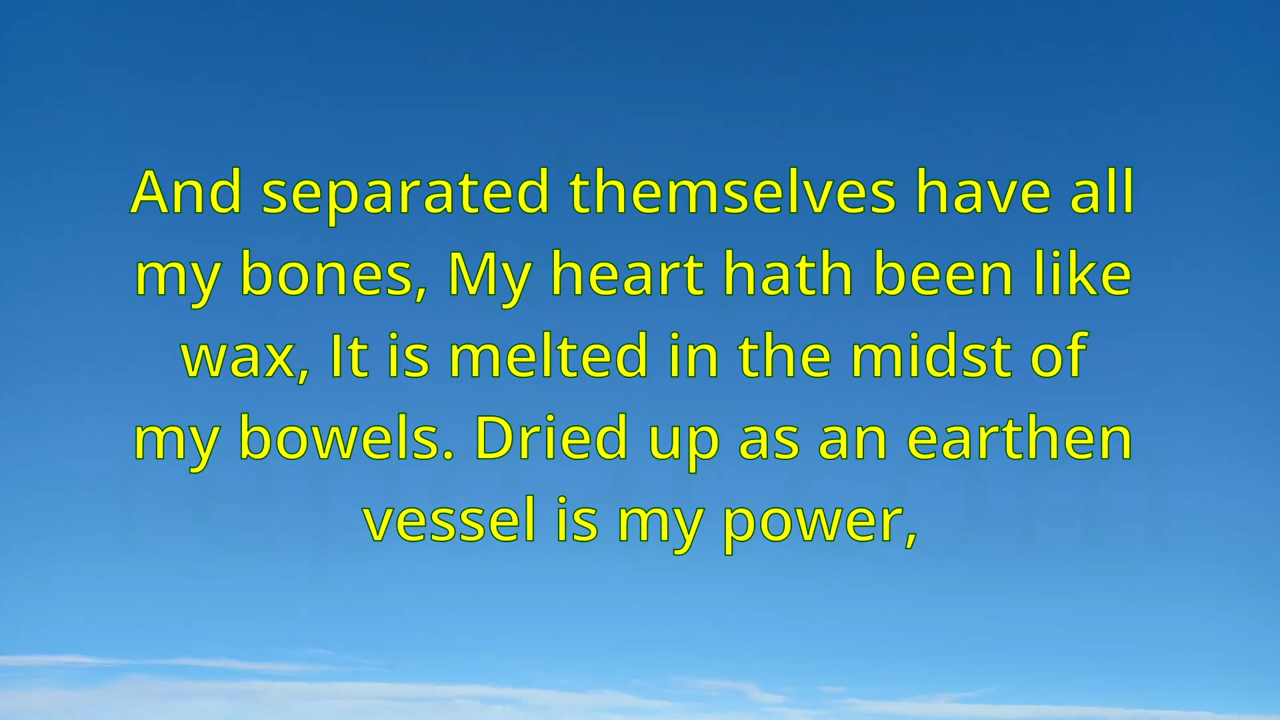 And separated themselves have all
my bones, My heart hath been like
wax, It is melted in the midst of
my bowels. Dried up as an earthen
vessel is my power,